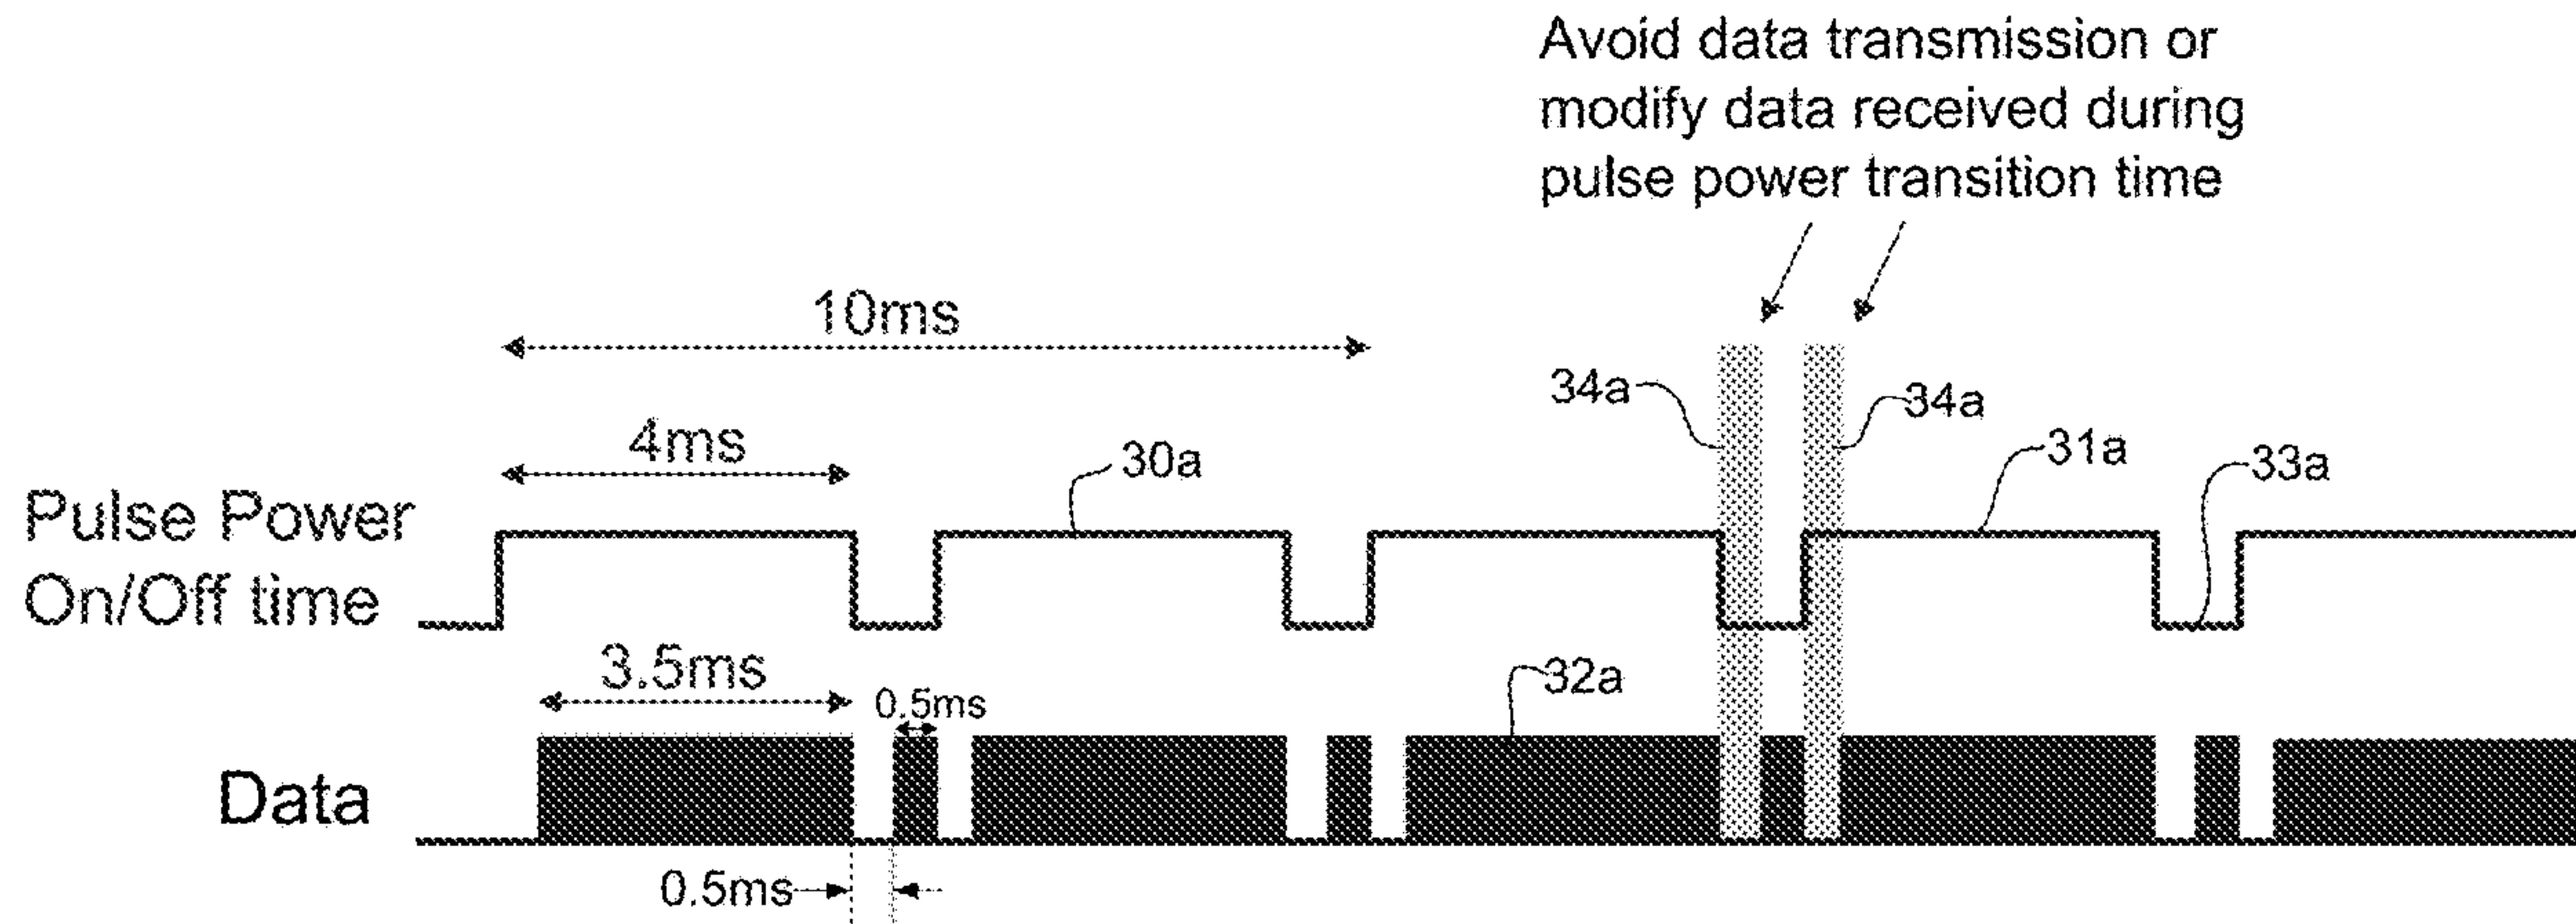 Avoid data transmission or
modify data received during
pulse power transition time
10ms
34a
34a
4ms
30a
31a
33a
Pulse Power
On/Off time
3.5ms
0.5ms
32a
Data
0.5ms